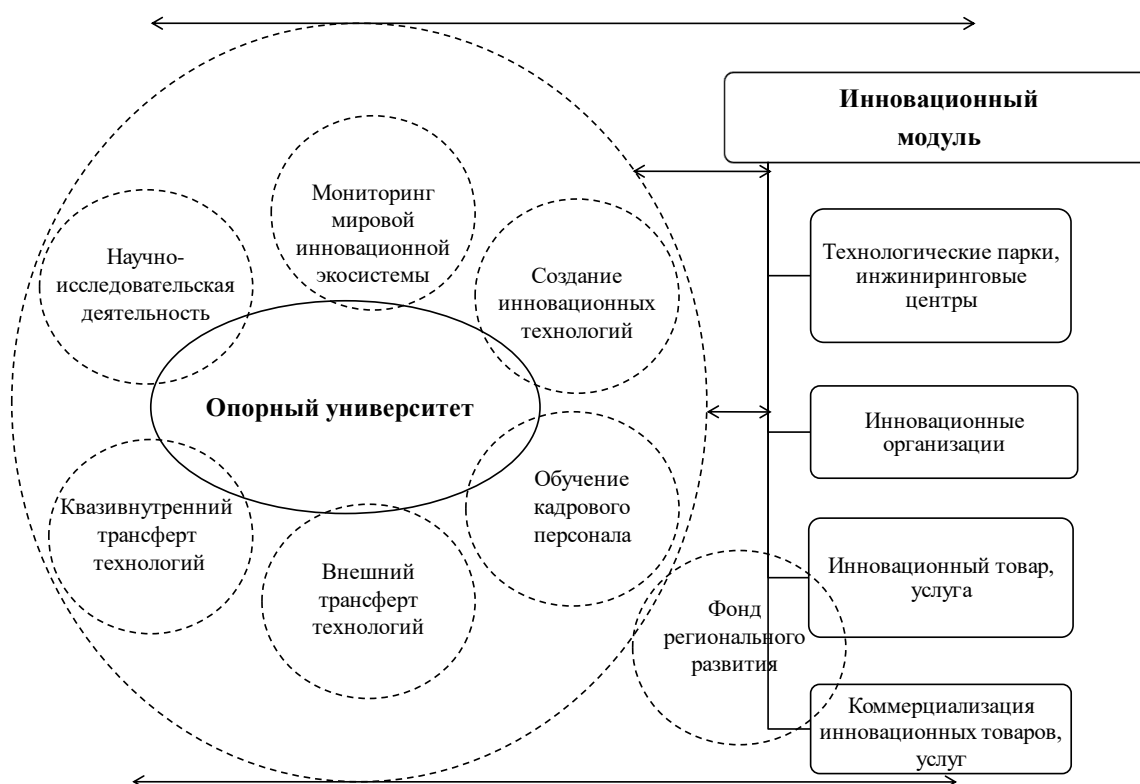 Инновационный
модуль
Мониторинг
мировой
инновационной
экосистемы
Научно-
исследовательская
деятельность
Создание
инновационных
технологий
Технологические парки,
инжиниринговые
центры
Опорный университет
Инновационные
организации
Квазивнутренний
трансферт
технологий
Обучение
кадрового
персонала
Внешний
трансферт
технологий
Инновационный товар,
услуга
Фонд
регионального
развития
Коммерциализация
инновационных товаров,
услуг